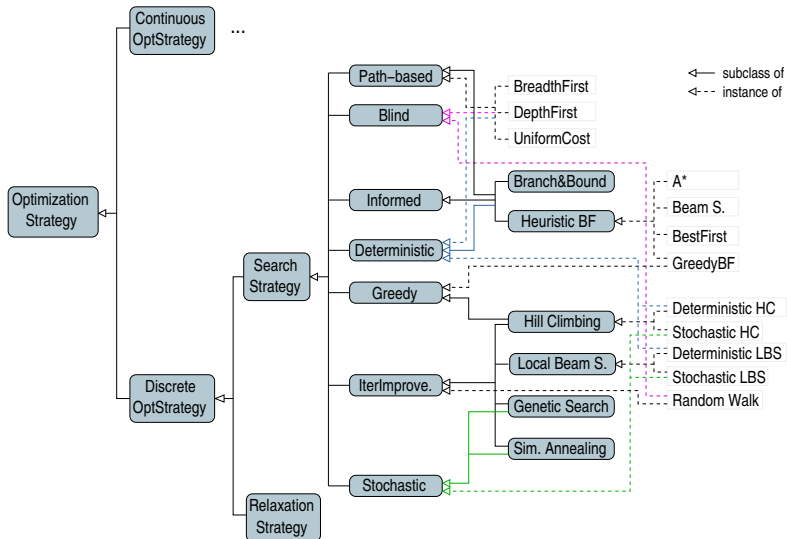 Continuous
OptStrategy
...
Path-based
Blind
BreadthFirst
DepthFirst
UniformCost
subclass of
instance of
Optimization
Strategy
Informed
Branch&Bound
Heuristic BF
A*
Beam S.
BestFirst
GreedyBF
Search
Strategy
Deterministic
Greedy
Hill Climbing
Deterministic HC
Stochastic HC
Local Beam S.
Deterministic LBS
Stochastic LBS
Random Walk
Discrete
OptStrategy
IterImprove.
Genetic Search
Sim. Annealing
Stochastic
Relaxation
Strategy